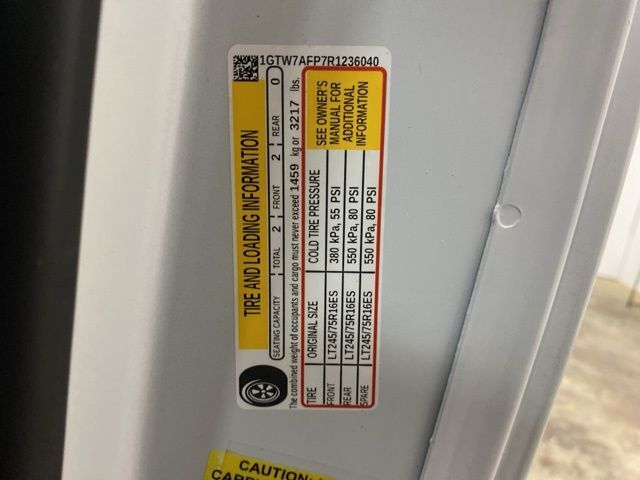 1GTW7AFP7R1236040
TIRE AND LOADING INFORMATION
SEATING CAPACITY TOTAL 2 FRONT 2 REAR 0
The combined weight of occupants and cargo must never exceed 1459 kg or 3217 lbs.
TIRE ORIGINAL SIZE COLD TIRE PRESSURE
FRONT LT245/75R16ES 380 kPa, 55 PSI
REAR LT245/75R16ES 550 kPa, 80 PSI
SPARE LT245/75R16ES 550 kPa, 80 PSI
SEE OWNER'S
MANUAL FOR
ADDITIONAL
INFORMATION
CAUTION